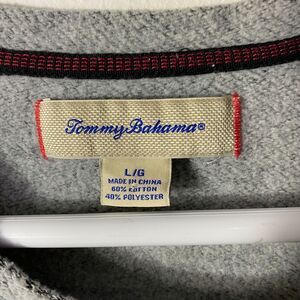 Tommy Bahama®
L/G
MADE IN CHINA
60% COTTON
40% POLYESTER